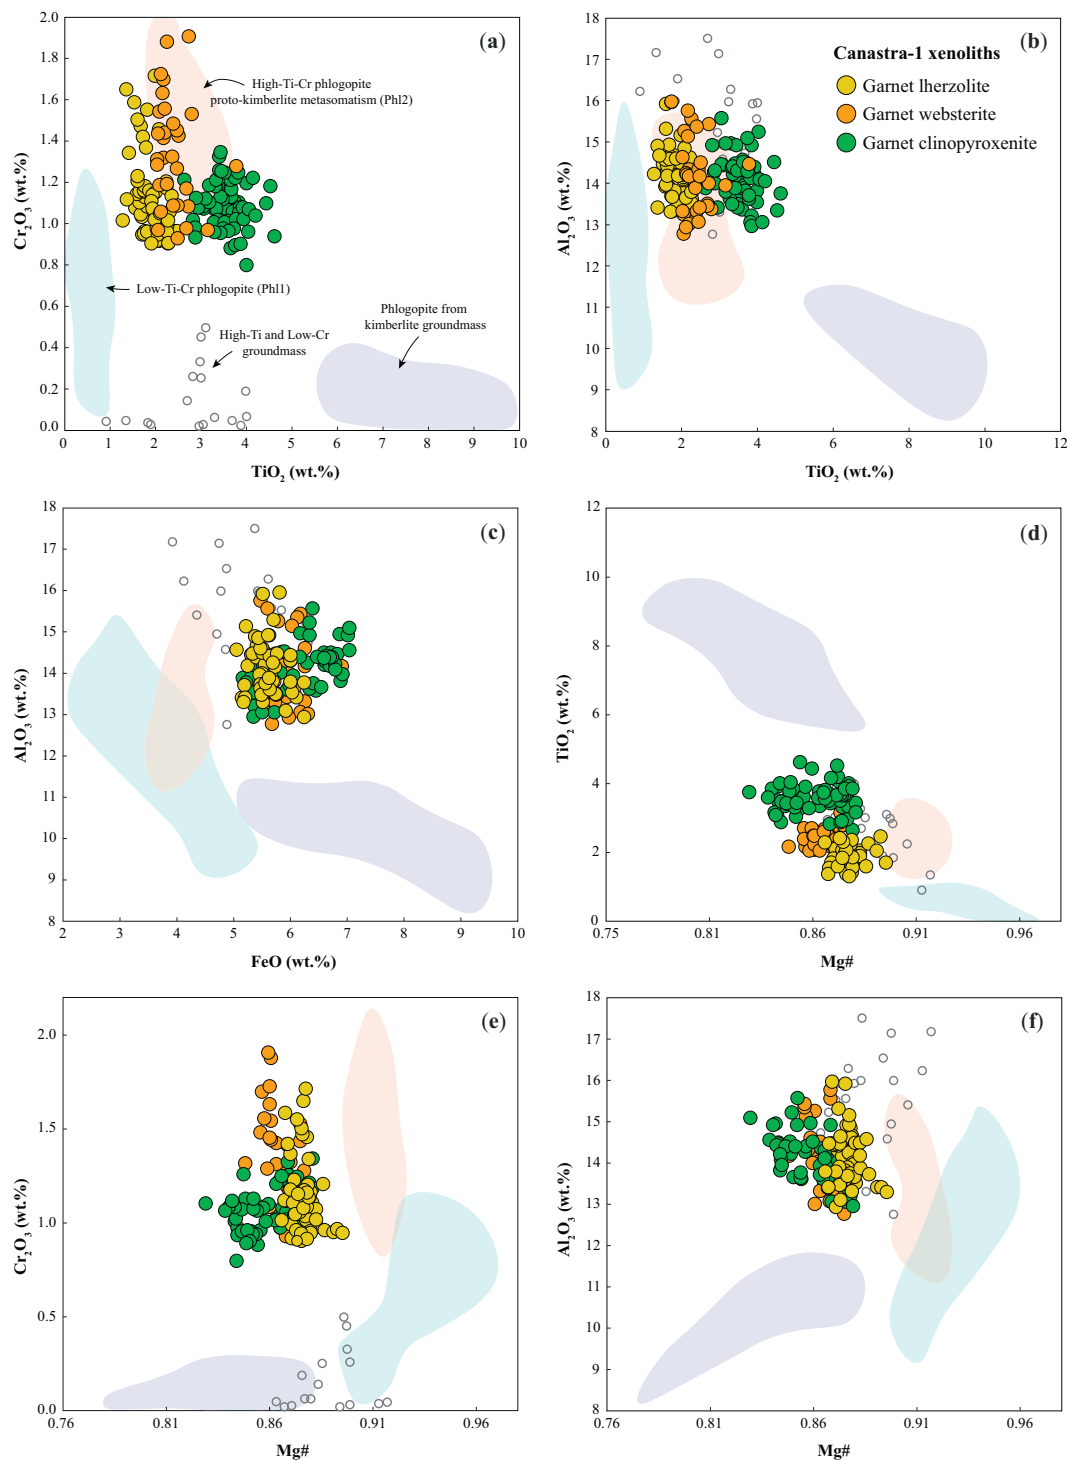 (a)
2.0
1.8
1.6
1.4
1.2
1.0
0.8
0.6
0.4
0.2
0.0
Cr2O3 (wt.%)
High-Ti-Cr phlogopite
proto-kimberlite metasomatism (Phl2)
Low-Ti-Cr phlogopite (Phl1)
High-Ti and Low-Cr
groundmass
Phlogopite from
kimberlite groundmass
0 1 2 3 4 5 6 7 8 9 10
TiO2 (wt.%)
(b)
Canastra-1 xenoliths
Garnet lherzolite
Garnet websterite
Garnet clinopyroxenite
18
17
16
15
14
13
12
11
10
9
8
Al2O3 (wt.%)
0 2 4 6 8 10 12
TiO2 (wt.%)
(c)
18
17
16
15
14
13
12
11
10
9
8
Al2O3 (wt.%)
2 3 4 5 6 7 8 9 10
FeO (wt.%)
(d)
12
10
8
6
4
2
0
TiO2 (wt.%)
0.75 0.81 0.86 0.91 0.96
Mg#
(e)
2.0
1.5
1.0
0.5
0.0
Cr2O3 (wt.%)
0.76 0.81 0.86 0.91 0.96
Mg#
(f)
18
17
16
15
14
13
12
11
10
9
8
Al2O3 (wt.%)
0.76 0.81 0.86 0.91 0.96
Mg#